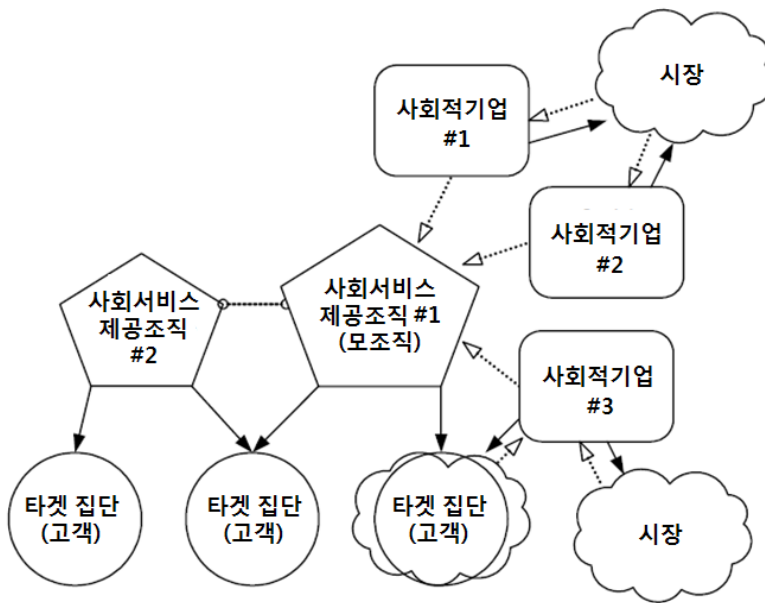 시장
사회적기업
#1
사회적기업
#2
사회서비스
제공조직
#2
사회서비스
제공조직 #1
(모조직)
사회적기업
#3
타겟 집단
(고객)
타겟 집단
(고객)
타겟 집단
(고객)
시장